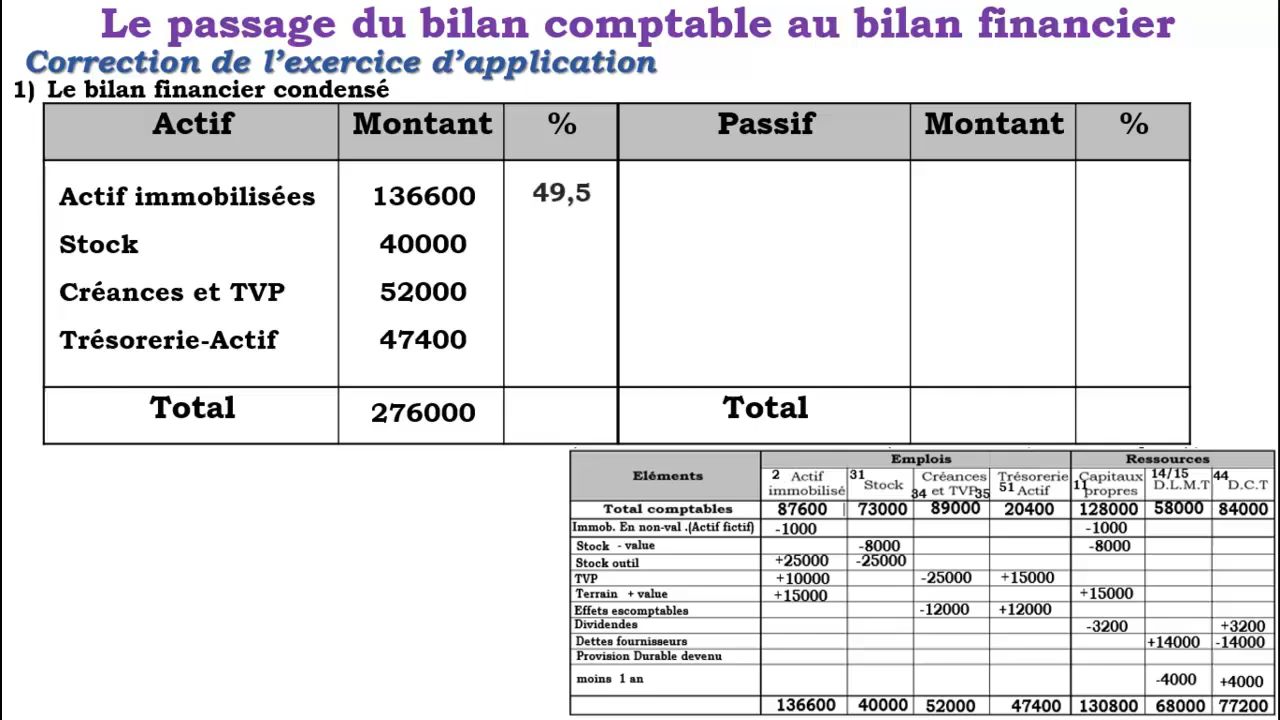 Le passage du bilan comptable au bilan financier
Correction de l'exercice d'application
1) Le bilan financier condensé
Actif Montant % Passif Montant %
Actif immobilisées 136600 49,5
Stock 40000
Créances et TVP 52000
Trésorerie-Actif 47400
Total 276000 Total
Eléments Emplois Ressources
2 Actif immobilisé 31 Stock 34 Créances et TVP 35 Trésorerie 51 Actif 11 Capitaux propres 14/15 D.L.M.T 44 D.C.T
Total comptables 87600 73000 89000 20400 128000 58000 84000
Immob. En non-val .(Actif fictif) -1000 -1000
Stock - value -8000 -8000
Stock outil +25000 -25000
TVP +10000 -25000 +15000
Terrain + value +15000 +15000
Effets escomptables -12000 +12000
Dividendes -3200 +3200
Dettes fournisseurs +14000 -14000
Provision Durable devenu
moins 1 an -4000 +4000
136600 40000 52000 47400 130800 68000 77200